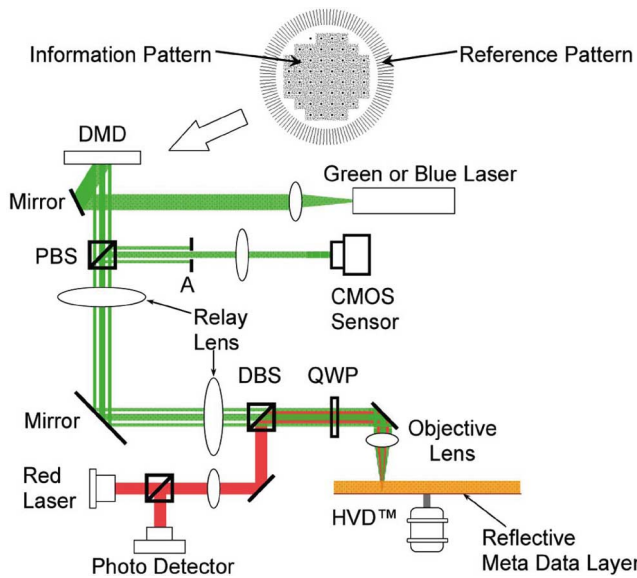 Information Pattern
Reference Pattern
DMD
Green or Blue Laser
Mirror
PBS
A
CMOS
Sensor
Relay
Lens
DBS
QWP
Mirror
Objective
Lens
Red
Laser
HVD™
Reflective
Meta Data Layer
Photo Detector